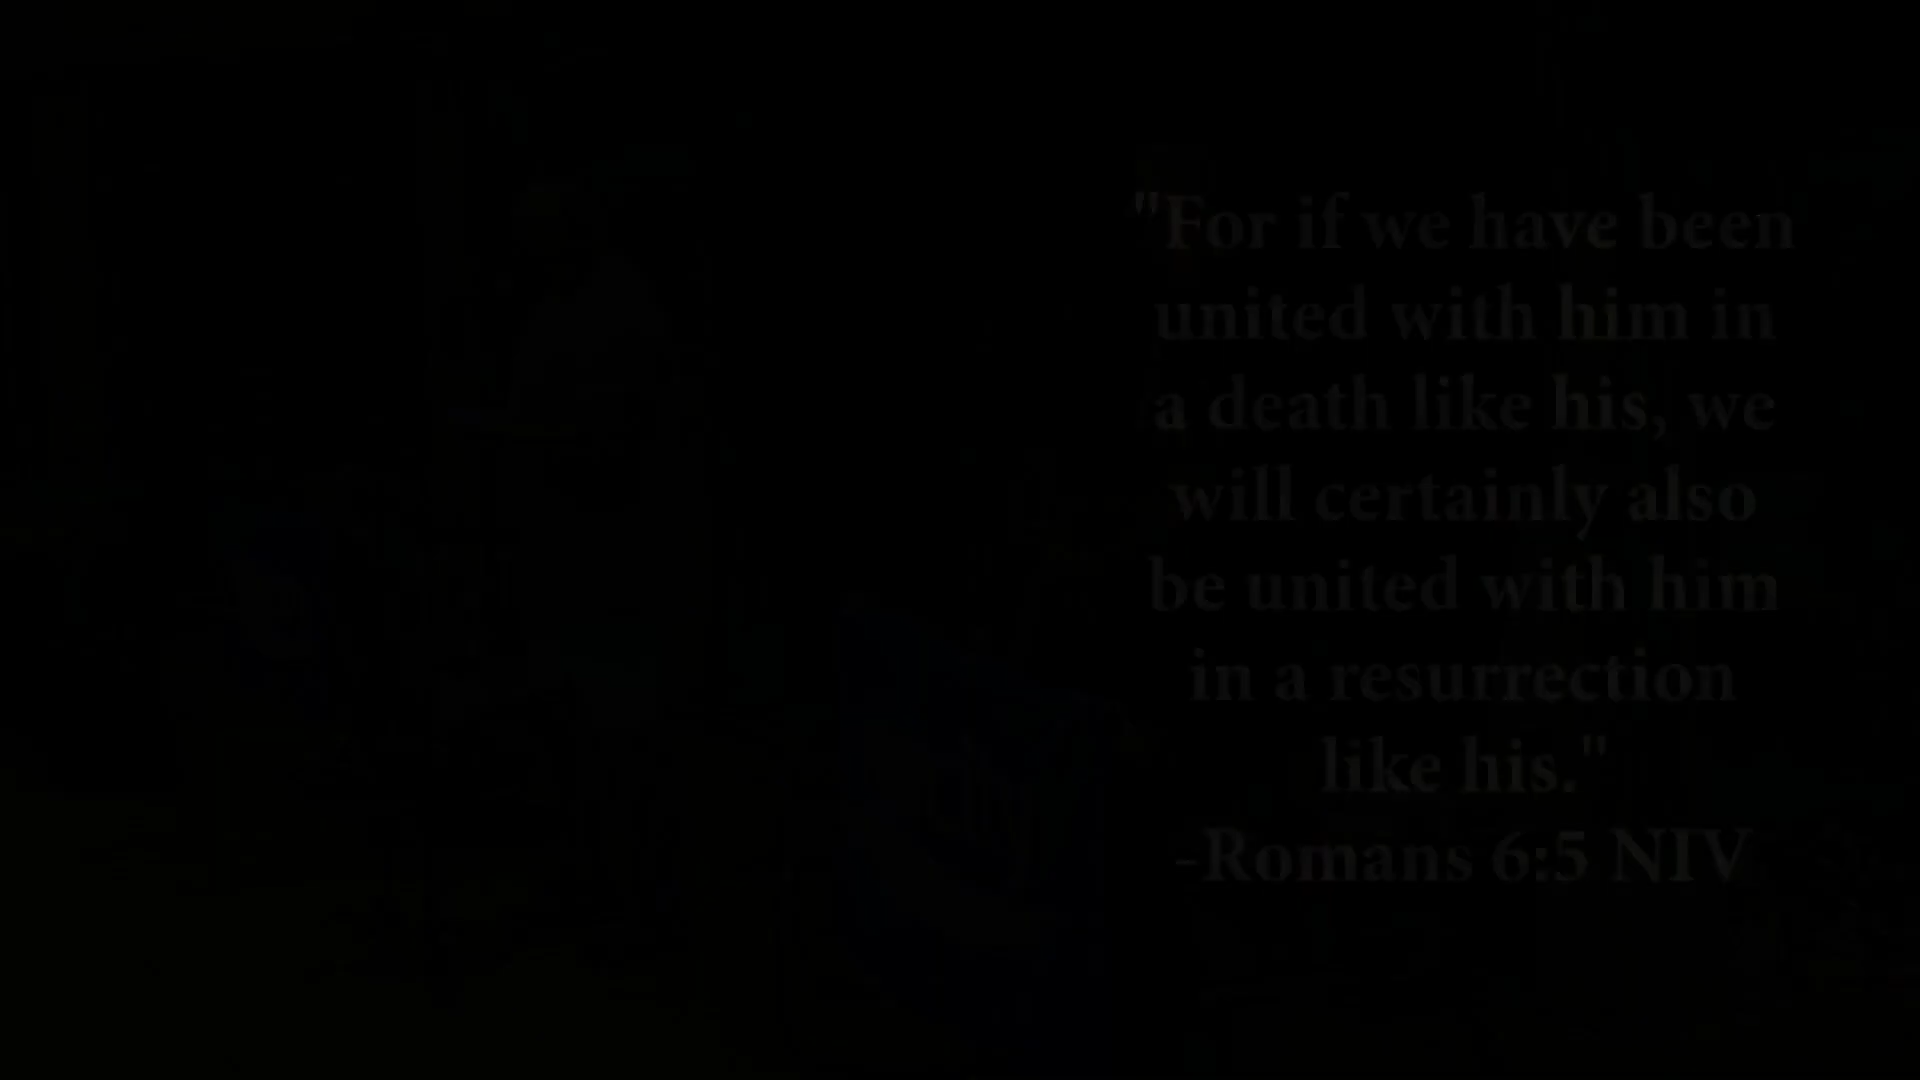 "For if we have been
united with him in
a death like his, we
will certainly also
be united with him
in a resurrection
like his."
-Romans 6:5 NIV